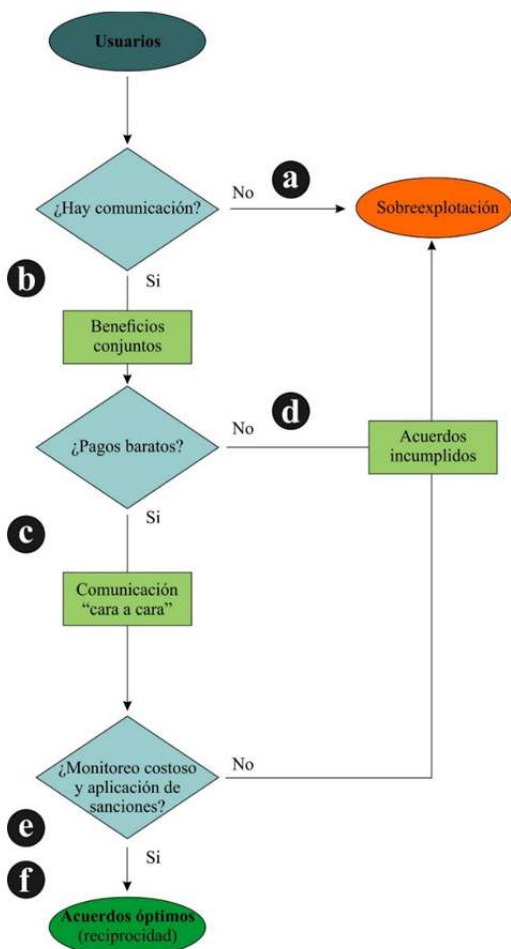 Usuarios
¿Hay comunicación?
No
a
Sobreexplotación
b
Si
Beneficios
conjuntos
¿Pagos baratos?
No
d
Acuerdos
incumplidos
Si
c
Comunicación
“cara a cara”
¿Monitoreo costoso
y aplicación de
sanciones?
No
e
Si
f
Acuerdos óptimos
(reciprocidad)